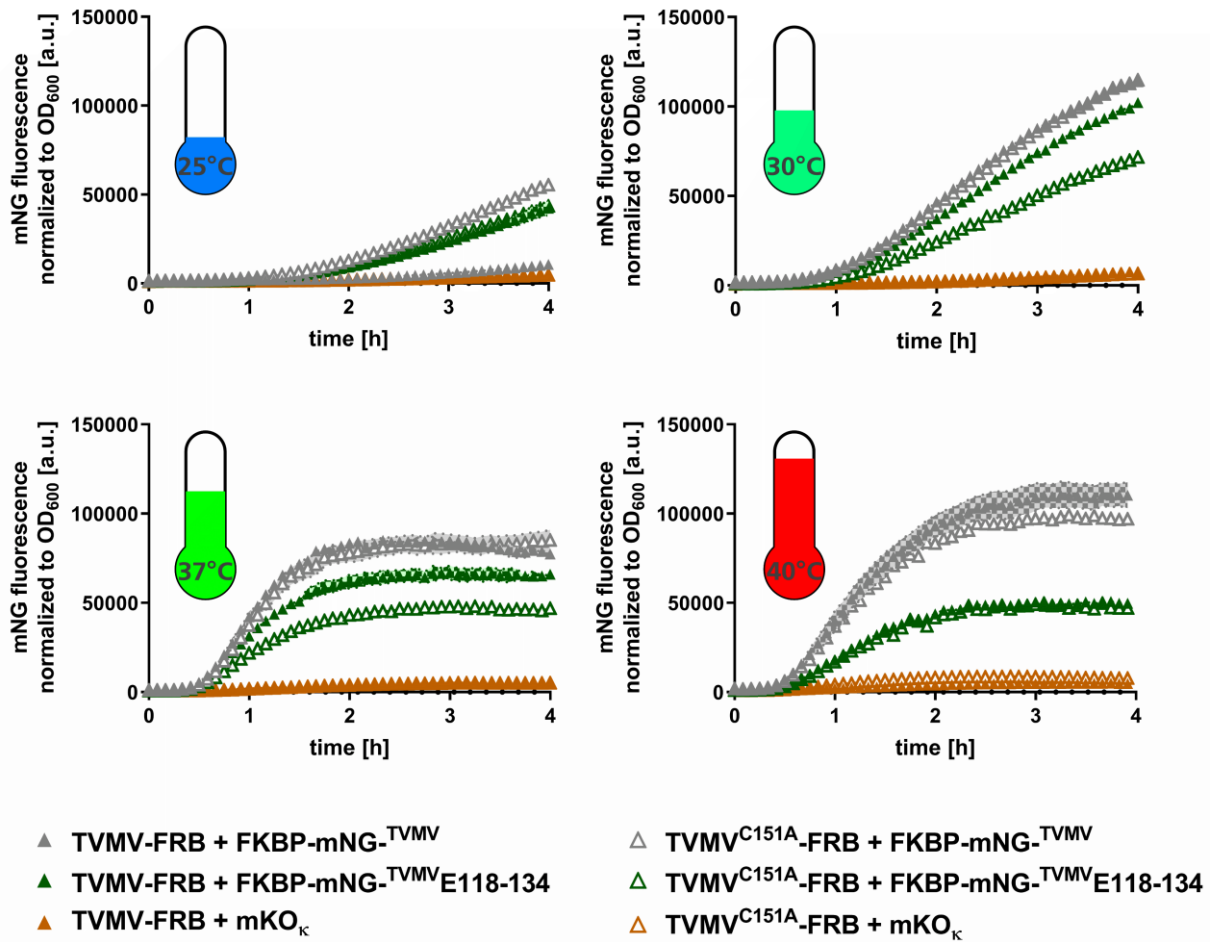 mNG fluorescence
normalized to OD600 [a.u.]
150000
100000
50000
0
25°C
0 1 2 3 4
time [h]
mNG fluorescence
normalized to OD600 [a.u.]
150000
100000
50000
0
30°C
0 1 2 3 4
time [h]
mNG fluorescence
normalized to OD600 [a.u.]
150000
100000
50000
0
37°C
0 1 2 3 4
time [h]
mNG fluorescence
normalized to OD600 [a.u.]
150000
100000
50000
0
40°C
0 1 2 3 4
time [h]
TVMV-FRB + FKBP-mNG-TVMV
TVMV-FRB + FKBP-mNG-TVMVE118-134
TVMV-FRB + mKOκ
TVMVC151A-FRB + FKBP-mNG-TVMV
TVMVC151A-FRB + FKBP-mNG-TVMVE118-134
TVMVC151A-FRB + mKOκ